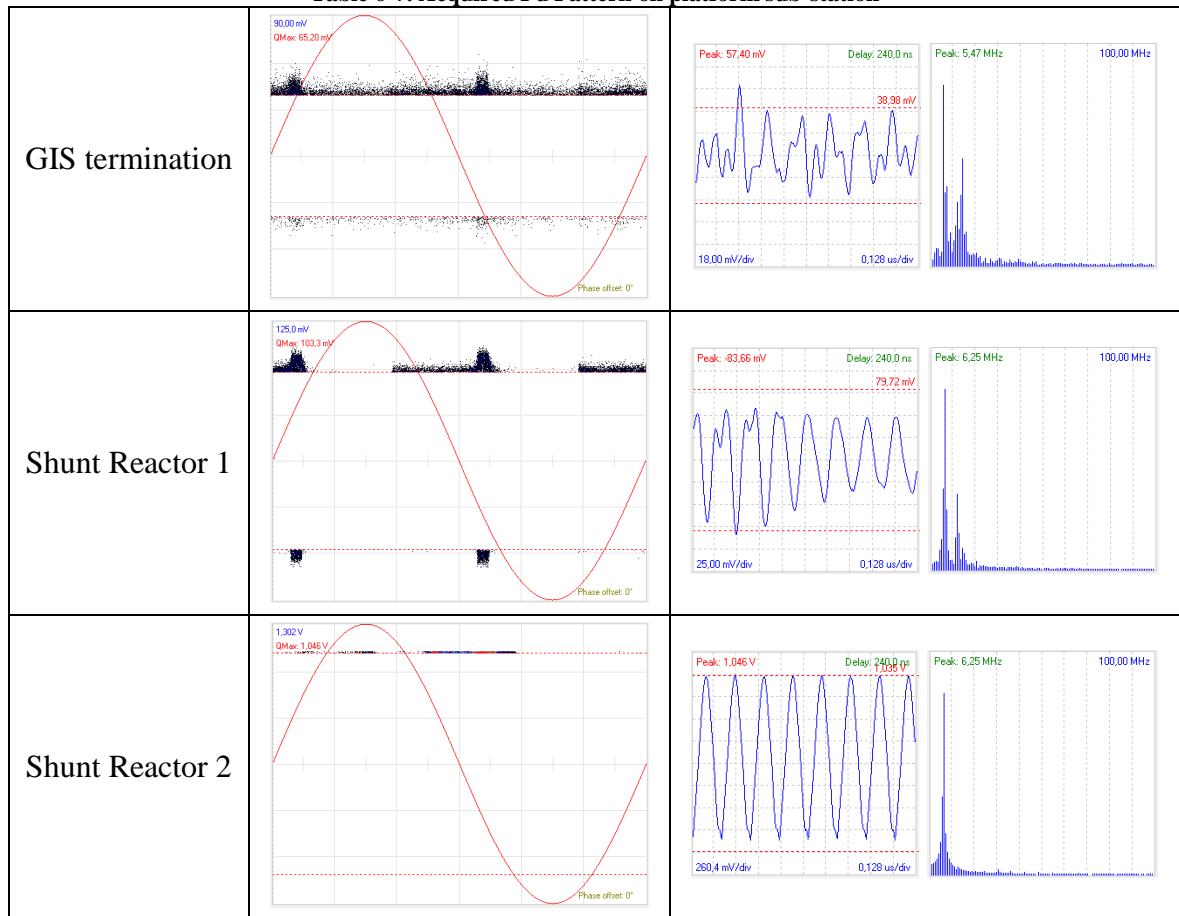 GIS termination
90,00 mV
QMax: 65,20 mV
Phase offset: 0°
Peak: 57,40 mV
Delay: 240,0 ns
38,98 mV
18,00 mV/div
0,128 us/div
Peak: 5,47 MHz
100,00 MHz
Shunt Reactor 1
125,0 mV
QMax: 103,3 mV
Phase offset: 0°
Peak: -83,66 mV
Delay: 240,0 ns
79,72 mV
25,00 mV/div
0,128 us/div
Peak: 6,25 MHz
100,00 MHz
Shunt Reactor 2
1,302 V
QMax: 1,046 V
Phase offset: 0°
Peak: 1,046 V
Delay: 240,0 ns
1,035 V
260,4 mV/div
0,128 us/div
Peak: 6,25 MHz
100,00 MHz